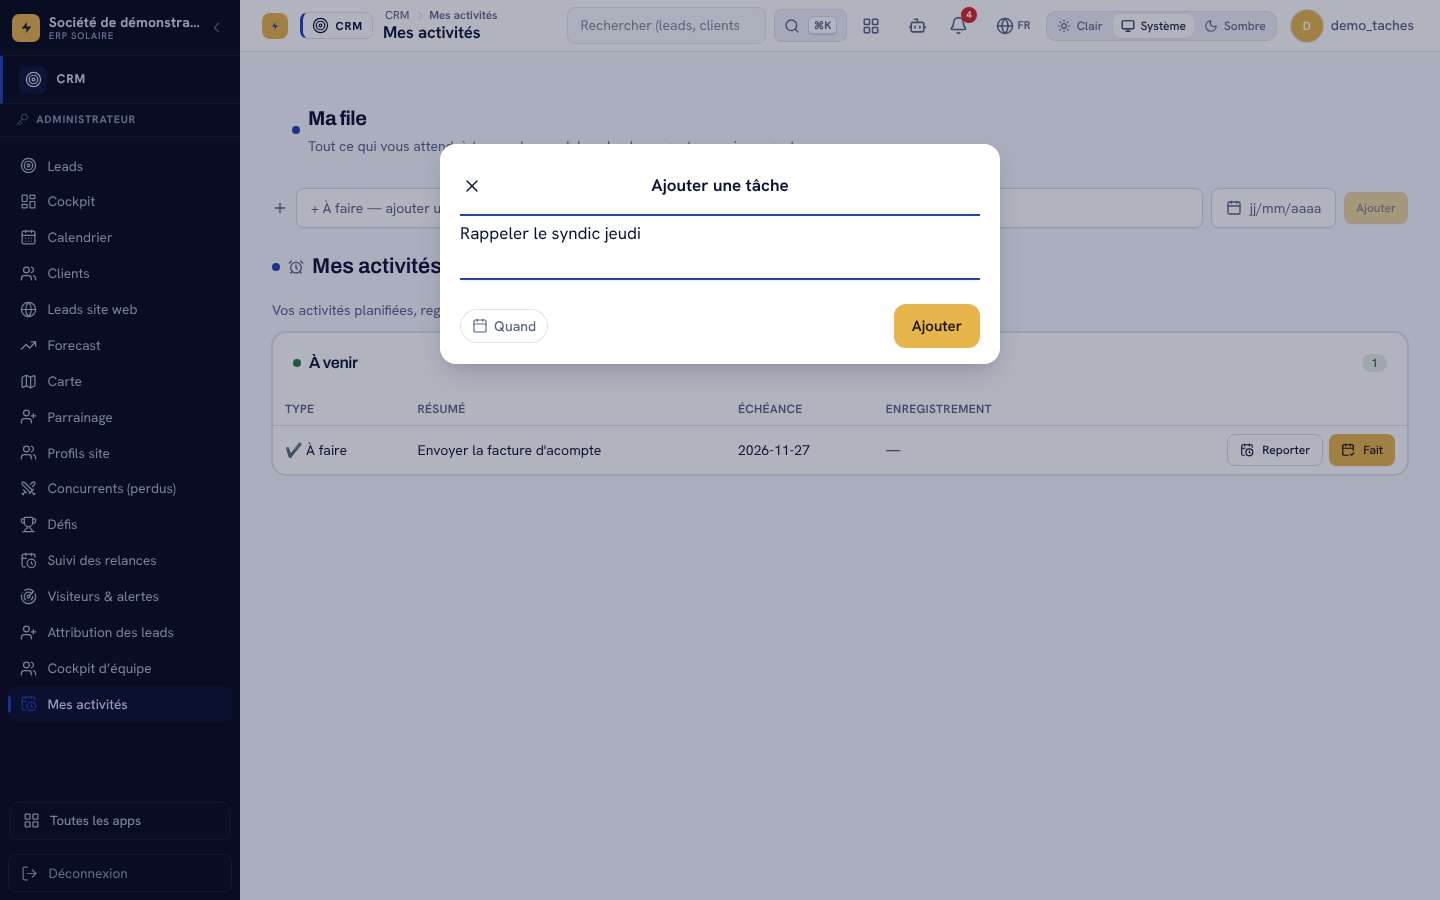 Société de démonstra...
ERP SOLAIRE
CRM
ADMINISTRATEUR
Leads
Cockpit
Calendrier
Clients
Leads site web
Forecast
Carte
Parrainage
Profils site
Concurrents (perdus)
Défis
Suivi des relances
Visiteurs & alertes
Attribution des leads
Cockpit d’équipe
Mes activités
Toutes les apps
Déconnexion
CRM
CRM > Mes activités
Mes activités
Rechercher (leads, clients
⌘K
4
FR
Clair
Système
Sombre
D
demo_taches
Ma file
Tout ce qui vous attend
+ À faire — ajouter u
jj/mm/aaaa
Ajouter
Mes activités
Vos activités planifiées, reg
Ajouter une tâche
Rappeler le syndic jeudi
Quand
Ajouter
À venir
1
TYPE RÉSUMÉ ÉCHÉANCE ENREGISTREMENT
✔ À faire Envoyer la facture d'acompte 2026-11-27 — Reporter Fait